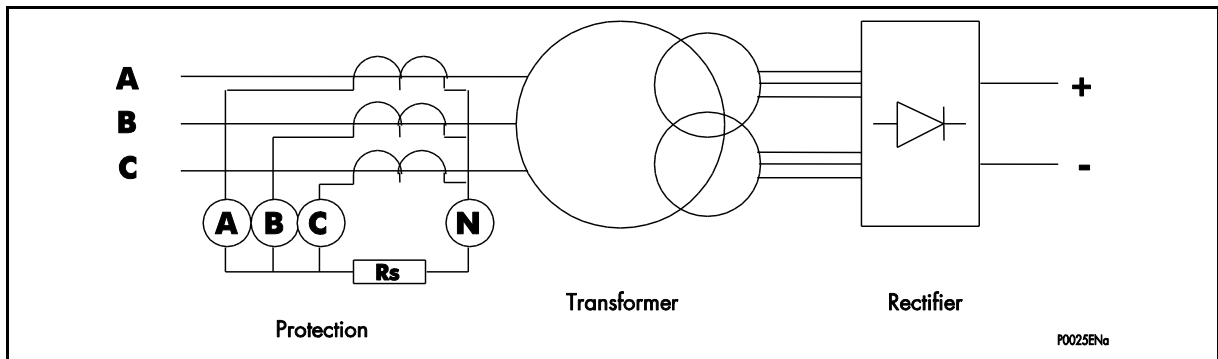 A
B
C
+
-
A B C N
Rs
Transformer
Rectifier
Protection
P0025ENa